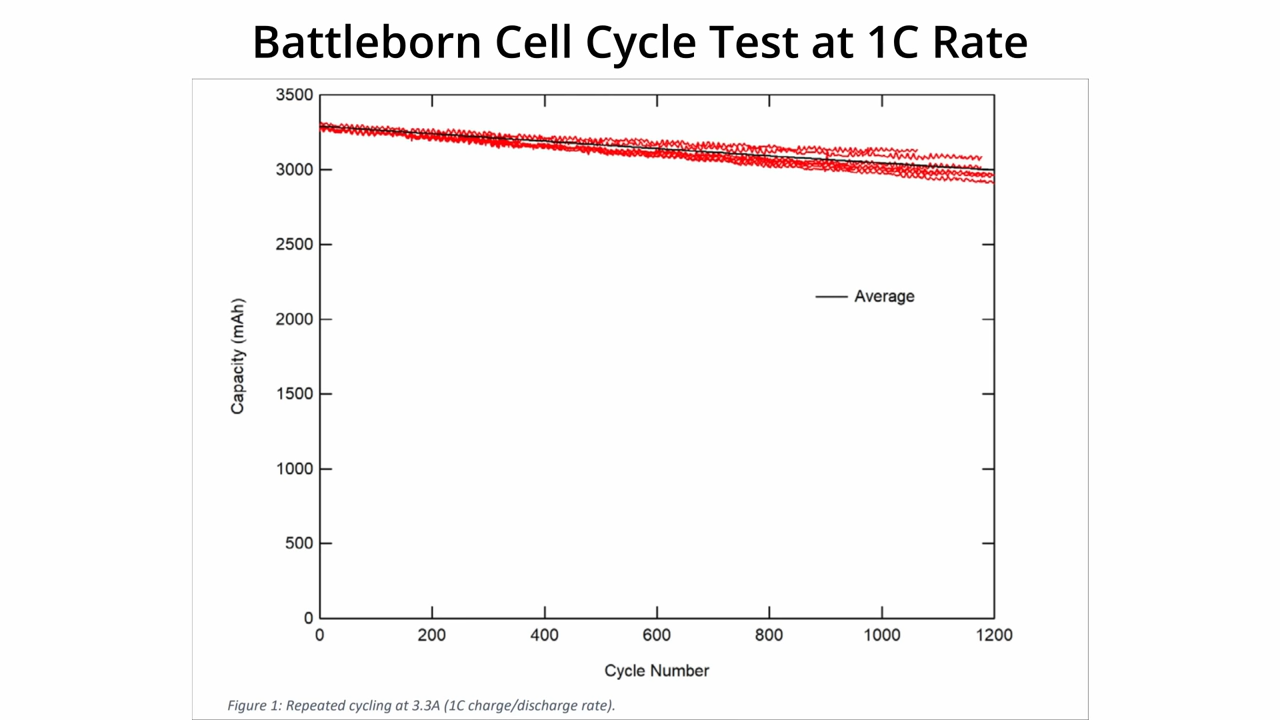 Battleborn Cell Cycle Test at 1C Rate
3500
3000
2500
2000
1500
1000
500
0
Capacity (mAh)
Average
0 200 400 600 800 1000 1200
Cycle Number
Figure 1: Repeated cycling at 3.3A (1C charge/discharge rate).